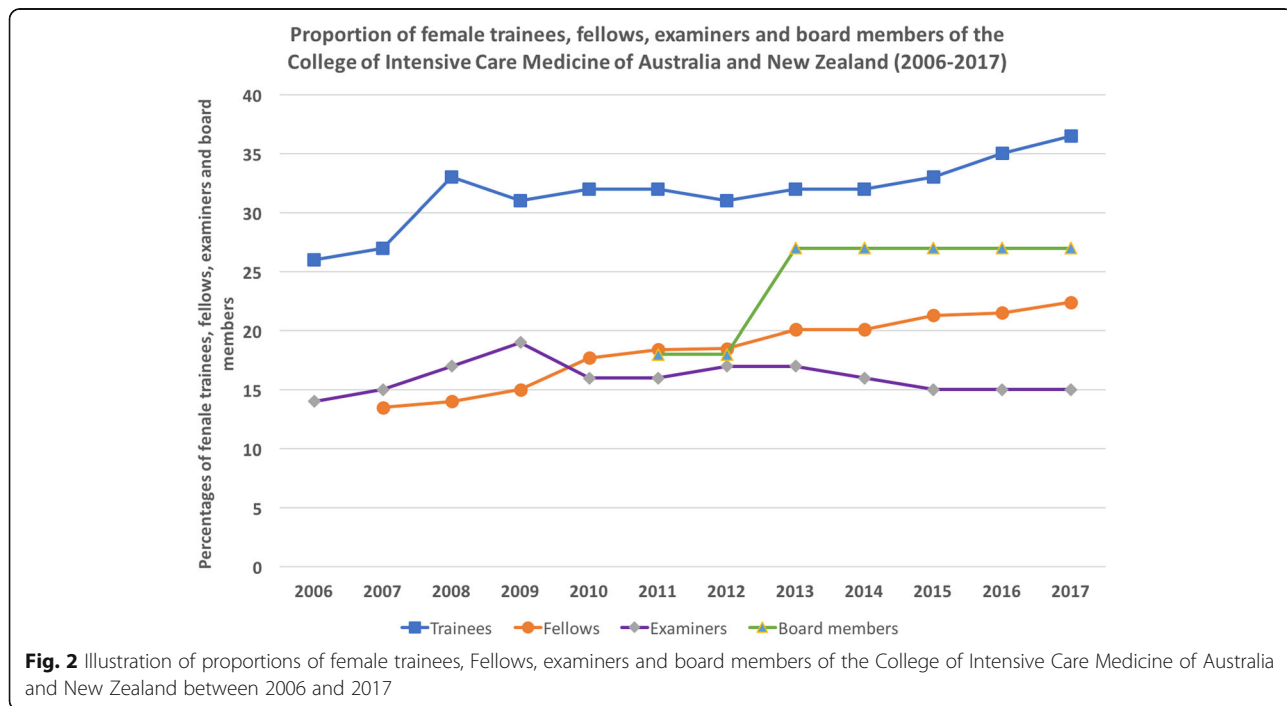 Proportion of female trainees, fellows, examiners and board members of the
College of Intensive Care Medicine of Australia and New Zealand (2006-2017)
Percentages of fenale trainees, fellows, examiners and board
members
40
35
30
25
20
15
10
5
0
2006 2007 2008 2009 2010 2011 2012 2013 2014 2015 2016 2017
Trainees Fellows Examiners Board members
Fig. 2 Illustration of proportions of female trainees, Fellows, examiners and board members of the College of Intensive Care Medicine of Australia
and New Zealand between 2006 and 2017